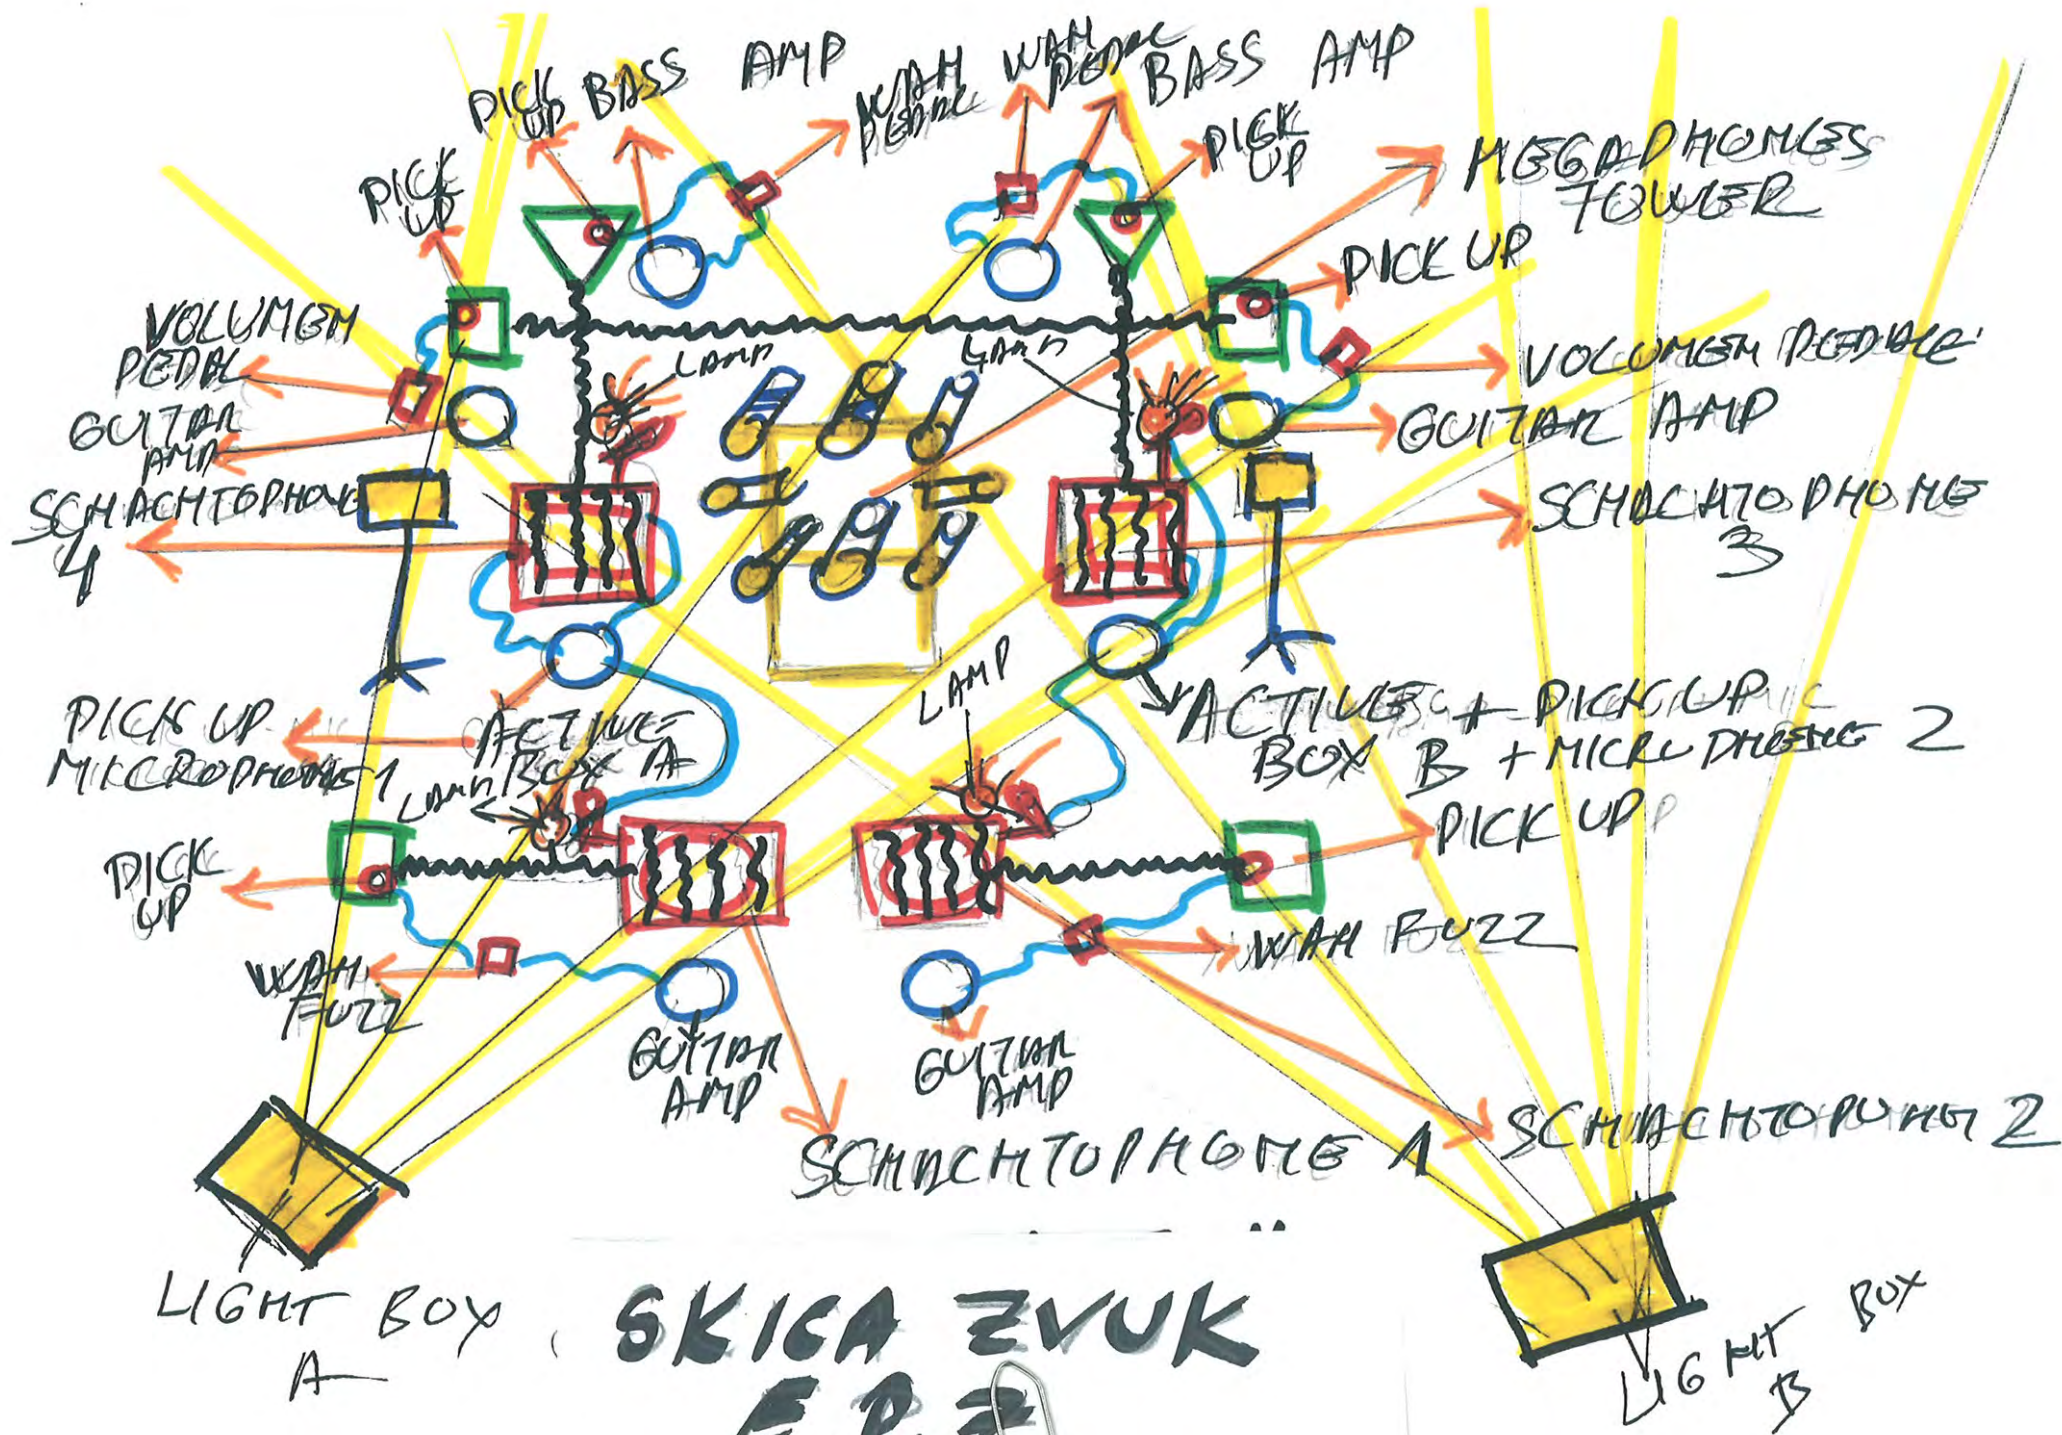 PICK
UP
BASS AMP
WAH
PEDAL
WAH
PEDAL
BASS AMP
PICK
UP
PICK
UP
MEGAPHONES
TOWER
PICK UP
VOLUMEN
PEDAL
GUITAR
AMP
LAMP
LAMP
VOLUMEN PEDALE
GUITAR AMP
SCHACHTOPHONE
4
SCHACHTOPHONE
3
LAMP
PICK UP
MICROPHONE 1
ACTIVE
BOX A
LAMP
ACTIVE + PICK UP
BOX B + MICROPHONE 2
PICK UP
PICK
UP
WAH
FUZZ
WAH FUZZ
GUITAR
AMP
GUITAR
AMP
SCHACHTOPHONE 1
SCHACHTOPHONE 2
LIGHT BOX
A
SKICA ZVUK
LIGHT BOX
B